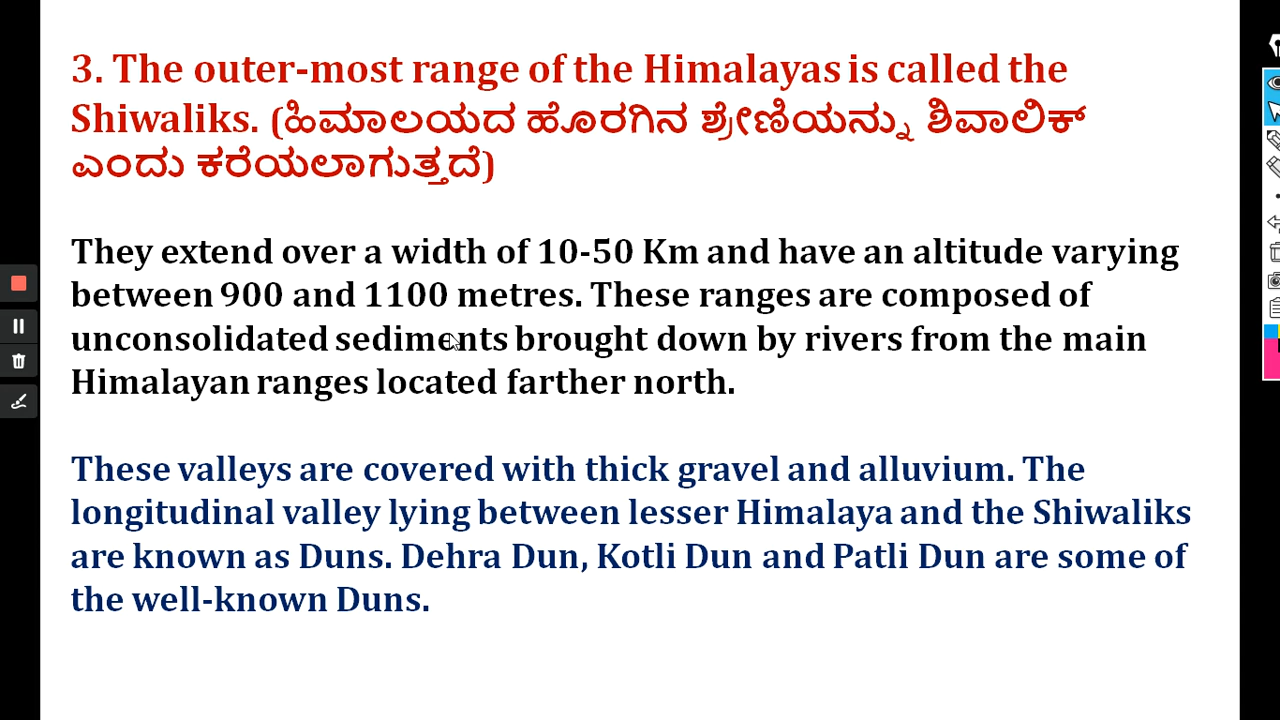 3. The outer-most range of the Himalayas is called the
Shiwaliks. (ಹಿಮಾಲಯದ ಹೊರಗಿನ ಶ್ರೇಣಿಯನ್ನು ಶಿವಾಲಿಕ್
ಎಂದು ಕರೆಯಲಾಗುತ್ತದೆ)
They extend over a width of 10-50 Km and have an altitude varying
between 900 and 1100 metres. These ranges are composed of
unconsolidated sediments brought down by rivers from the main
Himalayan ranges located farther north.
These valleys are covered with thick gravel and alluvium. The
longitudinal valley lying between lesser Himalaya and the Shiwaliks
are known as Duns. Dehra Dun, Kotli Dun and Patli Dun are some of
the well-known Duns.